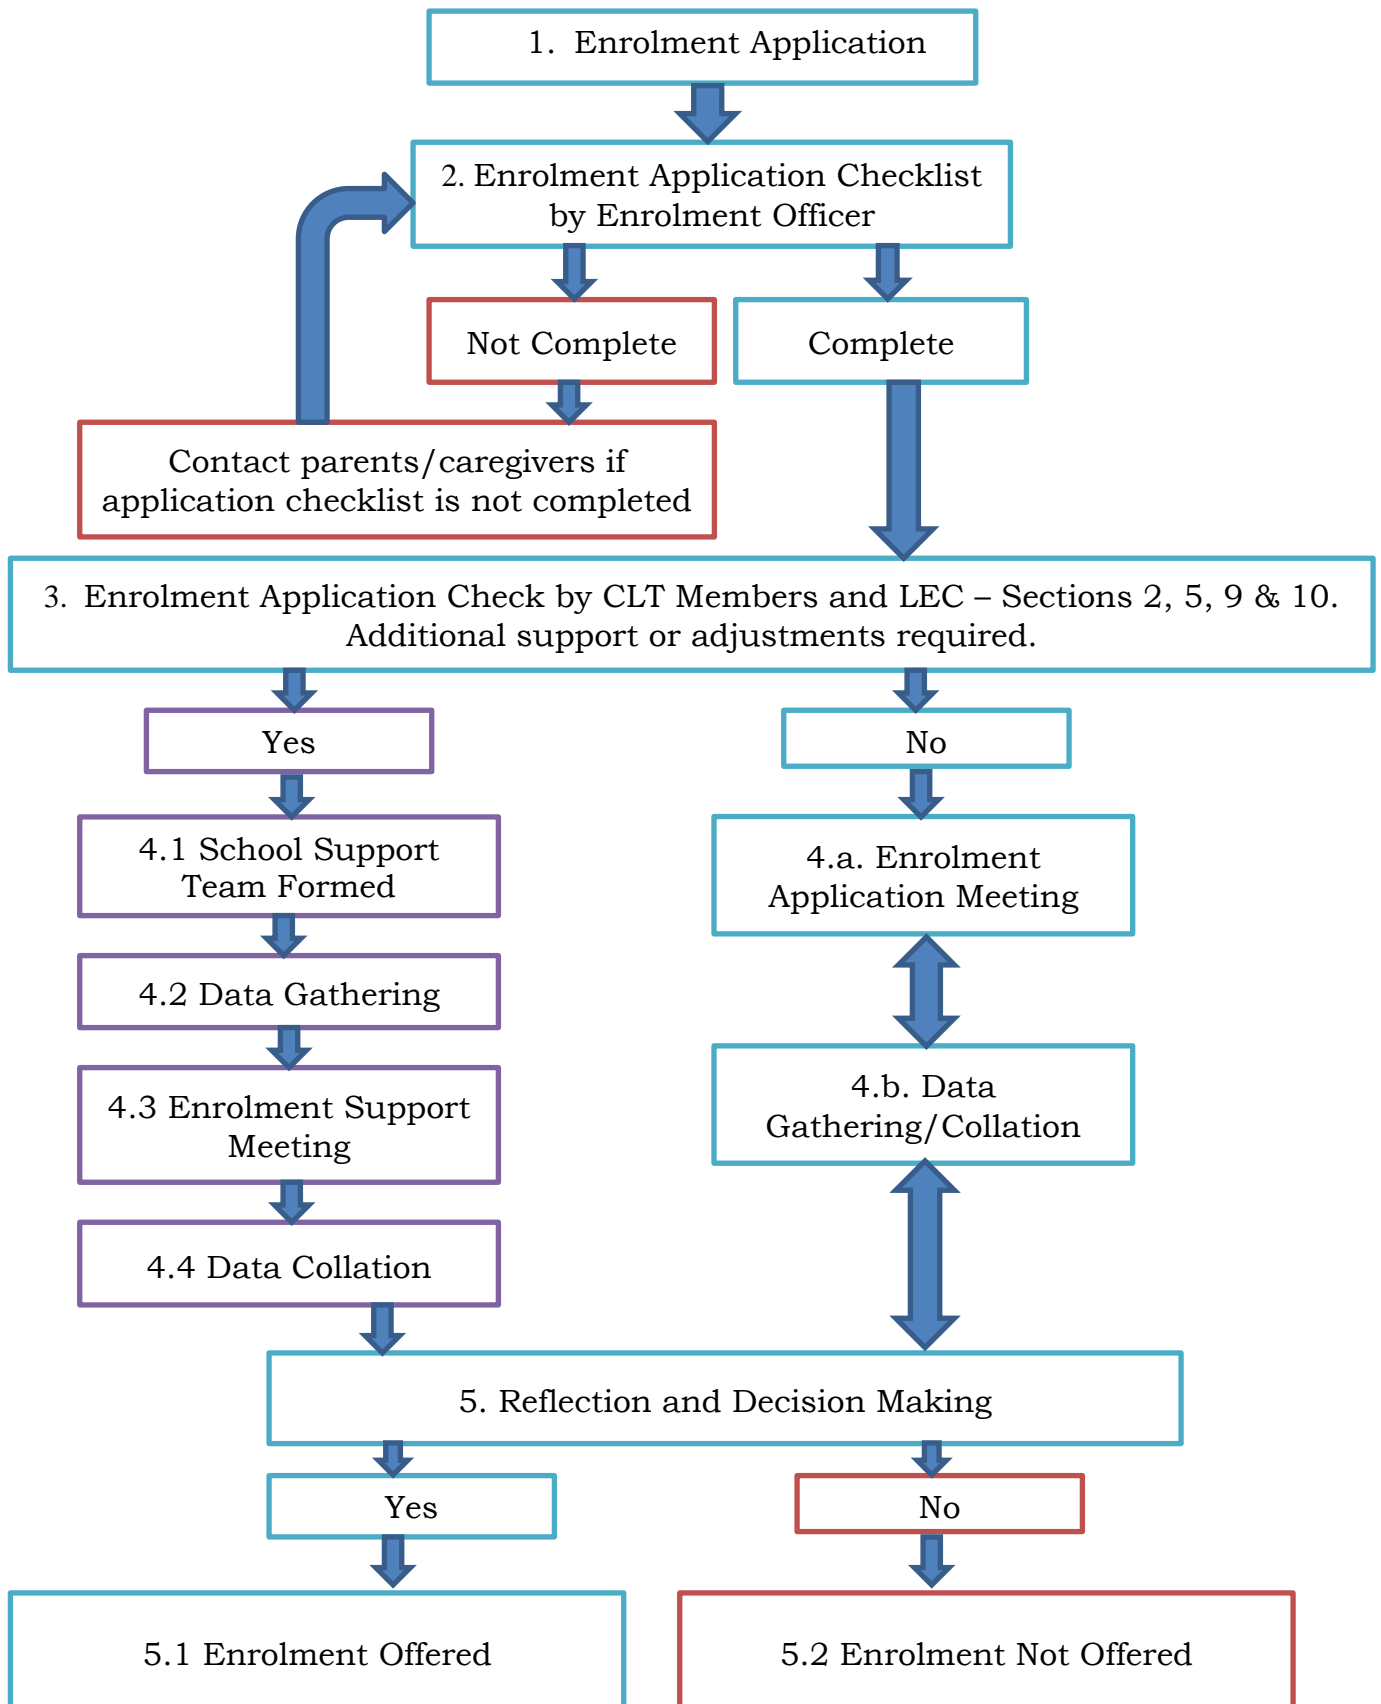 1. Enrolment Application
2. Enrolment Application Checklist
by Enrolment Officer
Not Complete
Complete
Contact parents/caregivers if
application checklist is not completed
3. Enrolment Application Check by CLT Members and LEC – Sections 2, 5, 9 & 10.
Additional support or adjustments required.
Yes
No
4.1 School Support
Team Formed
4.a. Enrolment
Application Meeting
4.2 Data Gathering
4.3 Enrolment Support
Meeting
4.b. Data
Gathering/Collation
4.4 Data Collation
5. Reflection and Decision Making
Yes
No
5.1 Enrolment Offered
5.2 Enrolment Not Offered